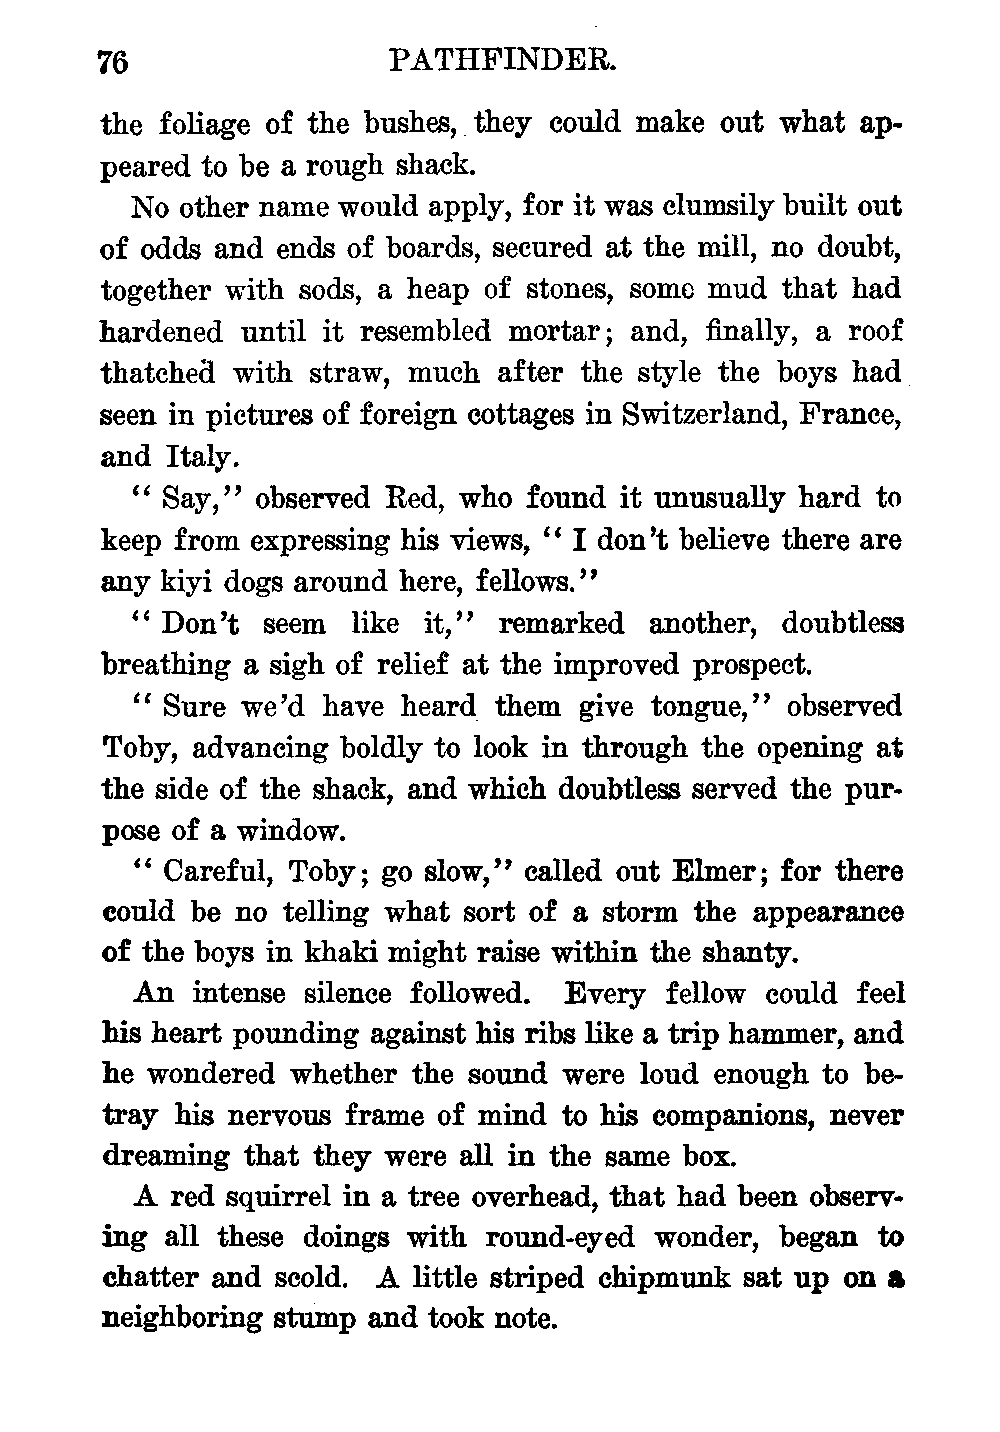 76 PATHFINDER.
the foliage of the bushes, they could make out what ap-
peared to be a rough shack.
No other name would apply, for it was clumsily built out
of odds and ends of boards, secured at the mill, no doubt,
together with sods, a heap of stones, some mud that had
hardened until it resembled mortar; and, finally, a roof
thatched with straw, much after the style the boys had
seen in pictures of foreign cottages in Switzerland, France,
and Italy.
"Say," observed Red, who found it unusually hard to
keep from expressing his views, "I don't believe there are
any kiyi dogs around here, fellows."
"Don't seem like it," remarked another, doubtless
breathing a sigh of relief at the improved prospect.
"Sure we'd have heard them give tongue," observed
Toby, advancing boldly to look in through the opening at
the side of the shack, and which doubtless served the pur-
pose of a window.
"Careful, Toby; go slow," called out Elmer; for there
could be no telling what sort of a storm the appearance
of the boys in khaki might raise within the shanty.
An intense silence followed. Every fellow could feel
his heart pounding against his ribs like a trip hammer, and
he wondered whether the sound were loud enough to be-
tray his nervous frame of mind to his companions, never
dreaming that they were all in the same box.
A red squirrel in a tree overhead, that had been observ-
ing all these doings with round-eyed wonder, began to
chatter and scold. A little striped chipmunk sat up on a
neighboring stump and took note.